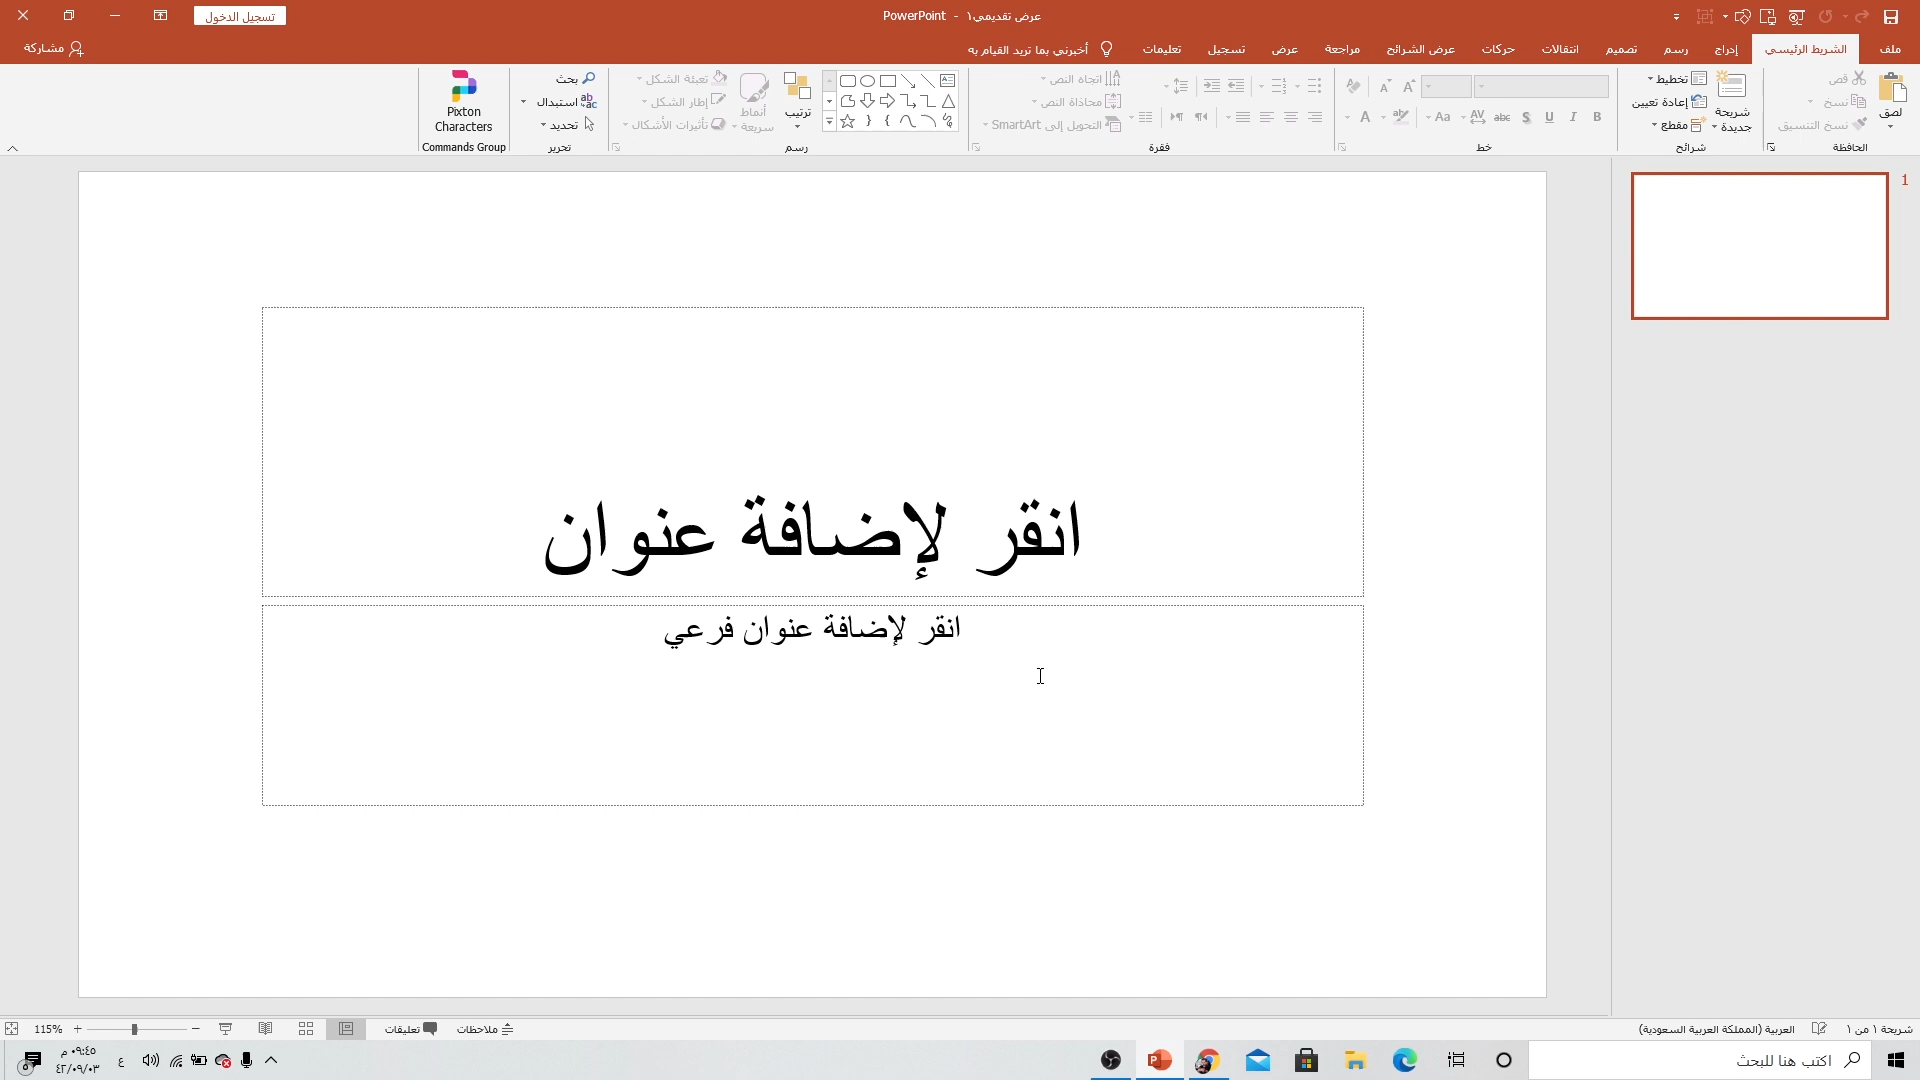 عرض تقديمي١ - PowerPoint
تسجيل الدخول
ملف
الشريط الرئيسي
إدراج
رسم
تصميم
انتقالات
حركات
عرض الشرائح
مراجعة
عرض
تسجيل
تعليمات
أخبرني بما تريد القيام به
مشاركة
لصق
قص
نسخ
نسخ التنسيق
الحافظة
شريحة
جديدة
تخطيط
إعادة تعيين
مقطع
شرائح
خط
فقرة
اتجاه النص
محاذاة النص
التحويل إلى SmartArt
ترتيب
أنماط
سريعة
تعبئة الشكل
إطار الشكل
تأثيرات الأشكال
رسم
بحث
استبدال
تحديد
تحرير
Pixton
Characters
Commands Group
1
انقر لإضافة عنوان
انقر لإضافة عنوان فرعي
شريحة ١ من ١
العربية (المملكة العربية السعودية)
ملاحظات
تعليقات
115%
اكتب هنا للبحث
ع
٠٩:٤٥ م
٤٢/٠٩/٠٣